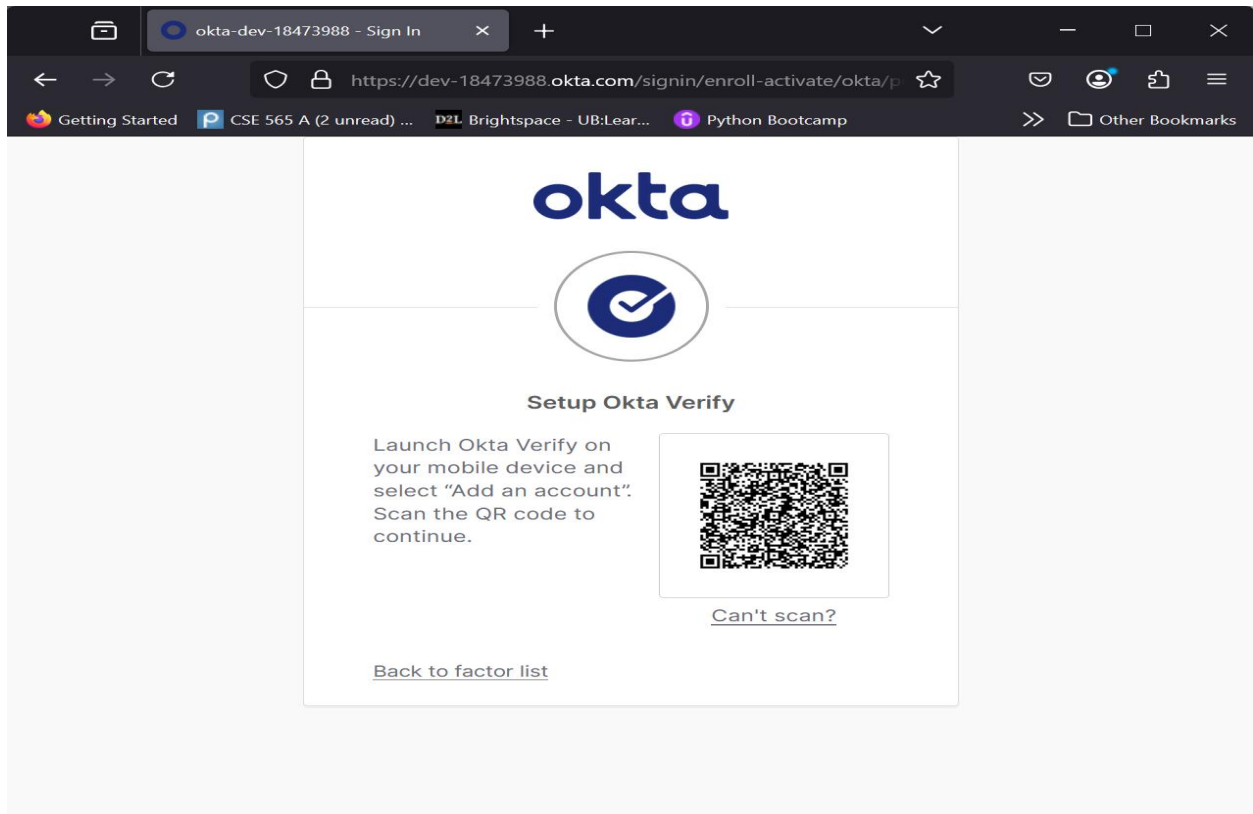 okta-dev-18473988 - Sign In
https://dev-18473988.okta.com/signin/enroll-activate/okta/p
Getting Started CSE 565 A (2 unread) ... D2L Brightspace - UB:Lear... Python Bootcamp Other Bookmarks
okta
Setup Okta Verify
Launch Okta Verify on
your mobile device and
select “Add an account”.
Scan the QR code to
continue.
Can't scan?
Back to factor list